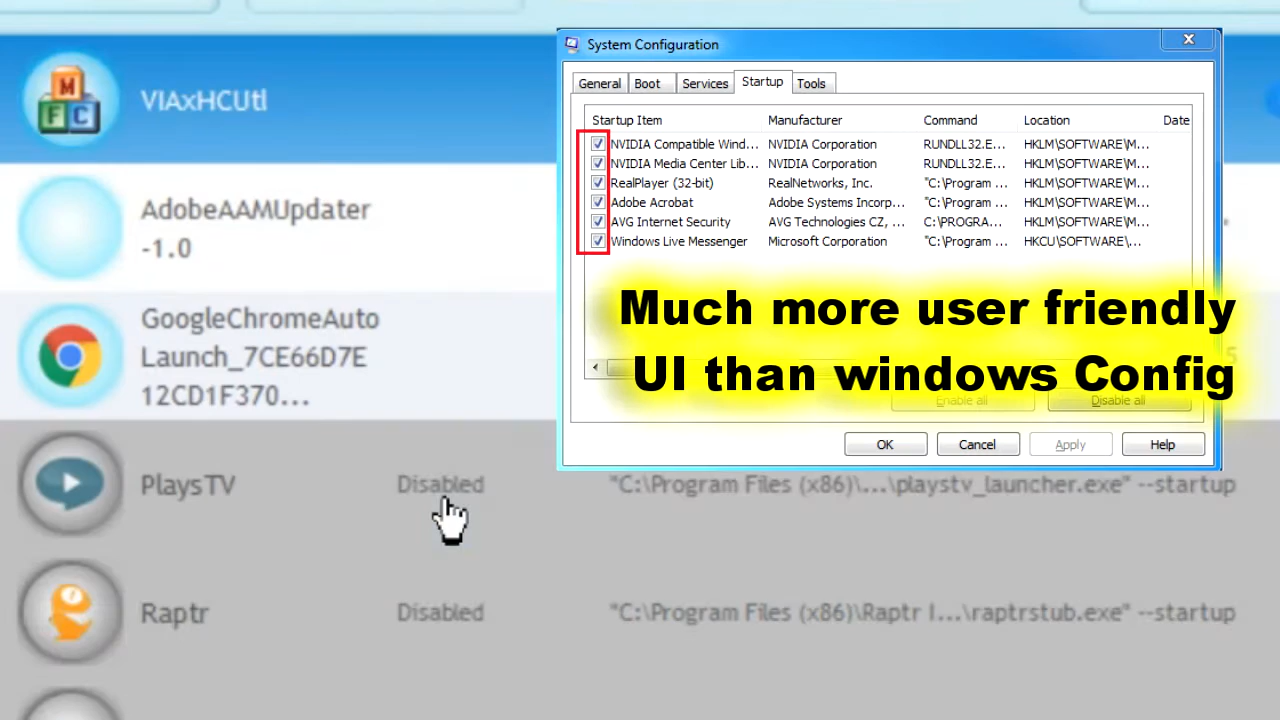 M
F C
VIAxHCUtl
AdobeAAMUpdater
-1.0
GoogleChromeAuto
Launch_7CE66D7E
12CD1F370...
PlaysTV Disabled "C:\Program Files (x86)\...\playstv_launcher.exe" --startup
Raptr Disabled "C:\Program Files (x86)\Raptr I...\raptrstub.exe" --startup
System Configuration
General Boot Services Startup Tools
Startup Item Manufacturer Command Location Date
NVIDIA Compatible Wind... NVIDIA Corporation RUNDLL32.E... HKLM\SOFTWARE\M...
NVIDIA Media Center Lib... NVIDIA Corporation RUNDLL32.E... HKLM\SOFTWARE\M...
RealPlayer (32-bit) RealNetworks, Inc. "C:\Program ... HKLM\SOFTWARE\M...
Adobe Acrobat Adobe Systems Incorp... "C:\Program ... HKLM\SOFTWARE\M...
AVG Internet Security AVG Technologies CZ, ... C:\PROGRA... HKLM\SOFTWARE\M...
Windows Live Messenger Microsoft Corporation "C:\Program ... HKCU\SOFTWARE\...
Much more user friendly
UI than windows Config
Enable all Disable all
OK Cancel Apply Help